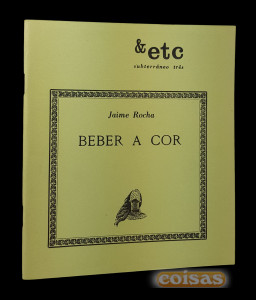 & etc
subterrâneo três
Jaime Rocha
BEBER A COR
coisas